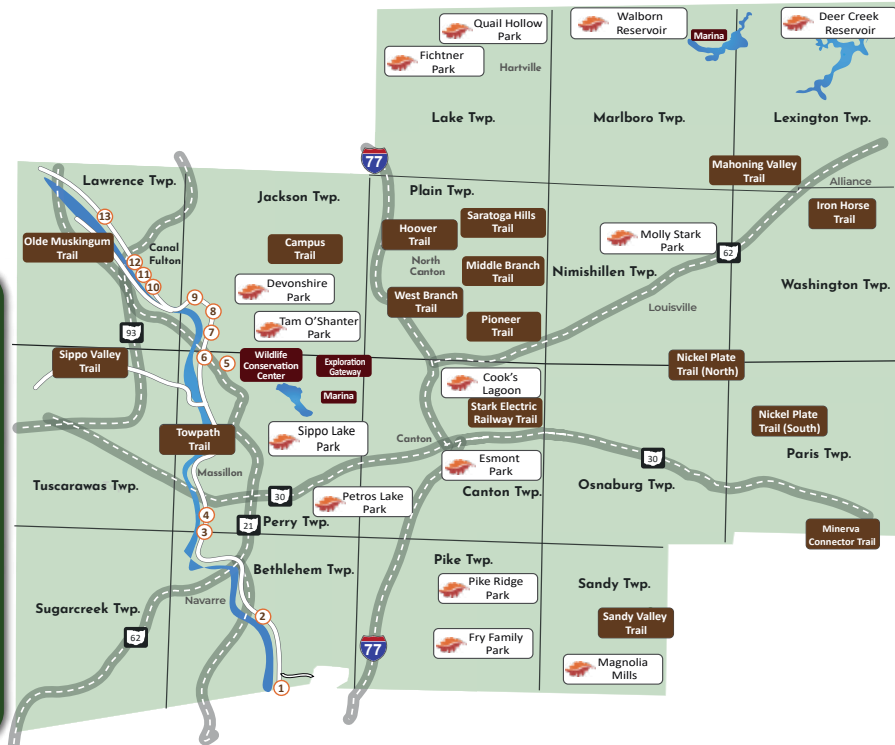 Quail Hollow
Park
Walborn
Reservoir
Deer Creek
Reservoir
Marina
Fichtner
Park
Hartville
Lake Twp.
Marlboro Twp.
Lexington Twp.
77
Mahoning Valley
Trail
Lawrence Twp.
Jackson Twp.
Plain Twp.
Alliance
Iron Horse
Trail
13
Saratoga Hills
Trail
Hoover
Trail
Molly Stark
Park
Olde Muskingum
Trail
Canal
Fulton
Campus
Trail
62
12
11
10
North
Canton
Middle Branch
Trail
Nimishillen Twp.
Washington Twp.
Devonshire
Park
9
8
7
West Branch
Trail
Louisville
Tam O'Shanter
Park
Pioneer
Trail
93
Sippo Valley
Trail
6
5
Wildlife
Conservation
Center
Exploration
Gateway
Nickel Plate
Trail (North)
Marina
Cook's
Lagoon
Stark Electric
Railway Trail
Nickel Plate
Trail (South)
Towpath
Trail
Sippo Lake
Park
Canton
Paris Twp.
Massillon
Esmont
Park
30
Tuscarawas Twp.
30
Petros Lake
Park
Canton Twp.
Osnaburg Twp.
4
3
21
Perry Twp.
Minerva
Connector Trail
Bethlehem Twp.
Pike Twp.
Sandy Twp.
Pike Ridge
Park
Sugarcreek Twp.
Navarre
2
Sandy Valley
Trail
62
77
Fry Family
Park
Magnolia
Mills
1